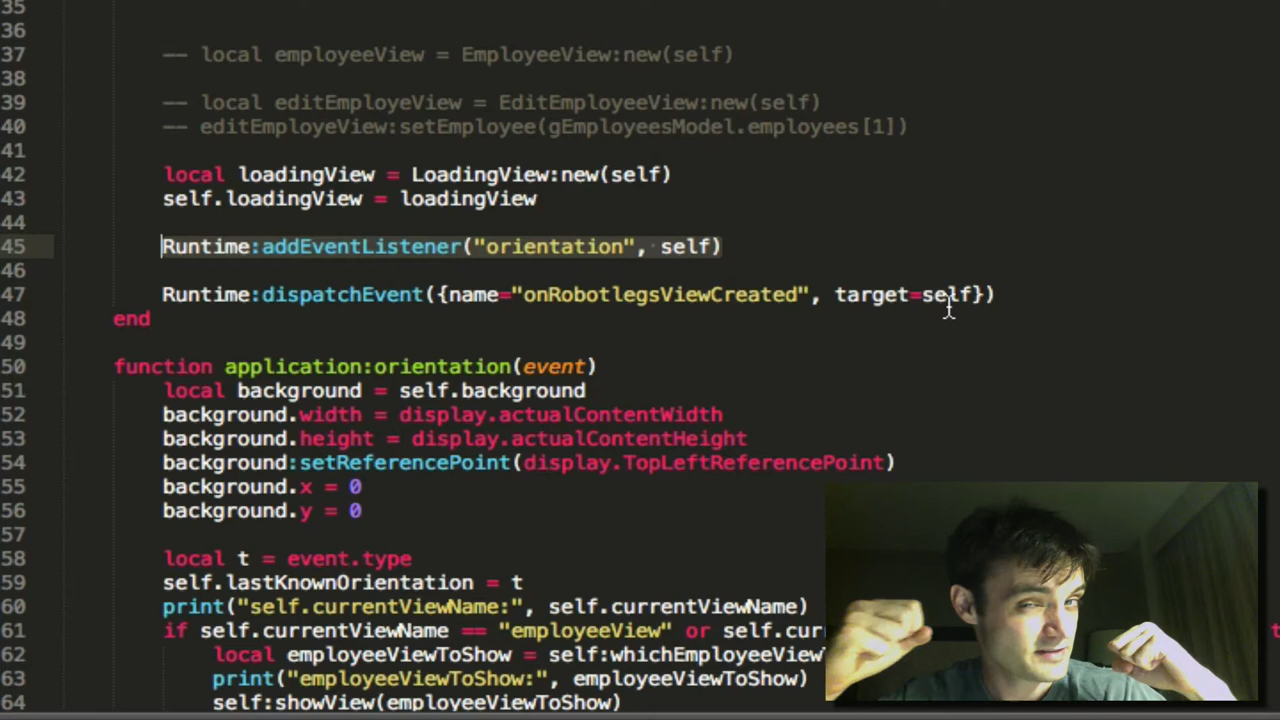 35
36
37 -- local employeeView = EmployeeView:new(self)
38
39 -- local editEmployeView = EditEmployeeView:new(self)
40 -- editEmployeView:setEmployee(gEmployeesModel.employees[1])
41
42 local loadingView = LoadingView:new(self)
43 self.loadingView = loadingView
44
45 Runtime:addEventListener("orientation", self)
46
47 Runtime:dispatchEvent({name="onRobotlegsViewCreated", target=self})
48 end
49
50 function application:orientation(event)
51 local background = self.background
52 background.width = display.actualContentWidth
53 background.height = display.actualContentHeight
54 background:setReferencePoint(display.TopLeftReferencePoint)
55 background.x = 0
56 background.y = 0
57
58 local t = event.type
59 self.lastKnownOrientation = t
60 print("self.currentViewName:", self.currentViewName)
61 if self.currentViewName == "employeeView" or self.cur
62 local employeeViewToShow = self:whichEmployeeView
63 print("employeeViewToShow:", employeeViewToShow)
64 self:showView(employeeViewToShow)